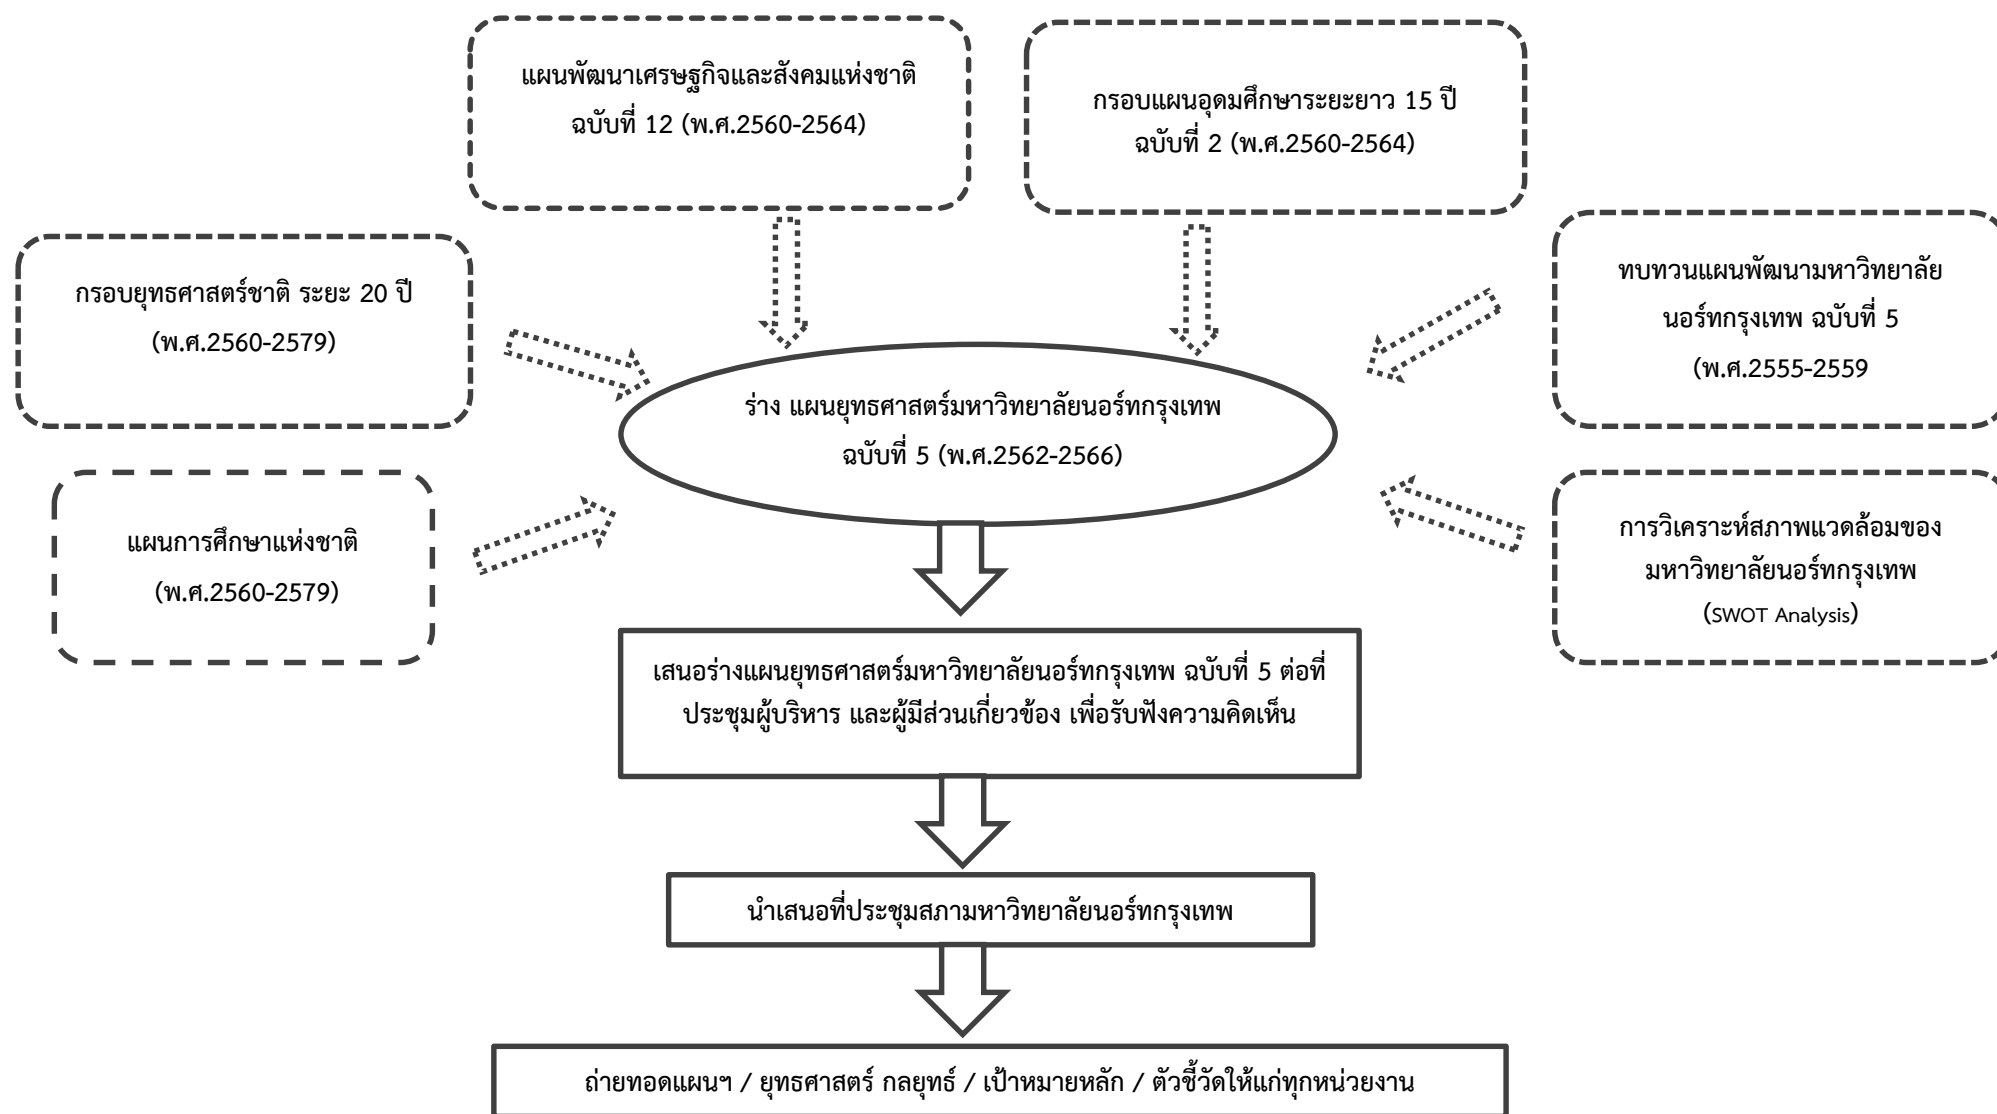 แผนพัฒนาเศรษฐกิจและสังคมแห่งชาติ
ฉบับที่ 12 (พ.ศ.2560-2564)
กรอบแผนอุดมศึกษาระยะยาว 15 ปี
ฉบับที่ 2 (พ.ศ.2560-2564)
กรอบยุทธศาสตร์ชาติ ระยะ 20 ปี
(พ.ศ.2560-2579)
ทบทวนแผนพัฒนามหาวิทยาลัย
นอร์ทกรุงเทพ ฉบับที่ 5
(พ.ศ.2555-2559
ร่าง แผนยุทธศาสตร์มหาวิทยาลัยนอร์ทกรุงเทพ
ฉบับที่ 5 (พ.ศ.2562-2566)
แผนการศึกษาแห่งชาติ
(พ.ศ.2560-2579)
การวิเคราะห์สภาพแวดล้อมของ
มหาวิทยาลัยนอร์ทกรุงเทพ
(SWOT Analysis)
เสนอร่างแผนยุทธศาสตร์มหาวิทยาลัยนอร์ทกรุงเทพ ฉบับที่ 5 ต่อที่
ประชุมผู้บริหาร และผู้มีส่วนเกี่ยวข้อง เพื่อรับฟังความคิดเห็น
นำเสนอที่ประชุมสภามหาวิทยาลัยนอร์ทกรุงเทพ
ถ่ายทอดแผนฯ / ยุทธศาสตร์ กลยุทธ์ / เป้าหมายหลัก / ตัวชี้วัดให้แก่ทุกหน่วยงาน